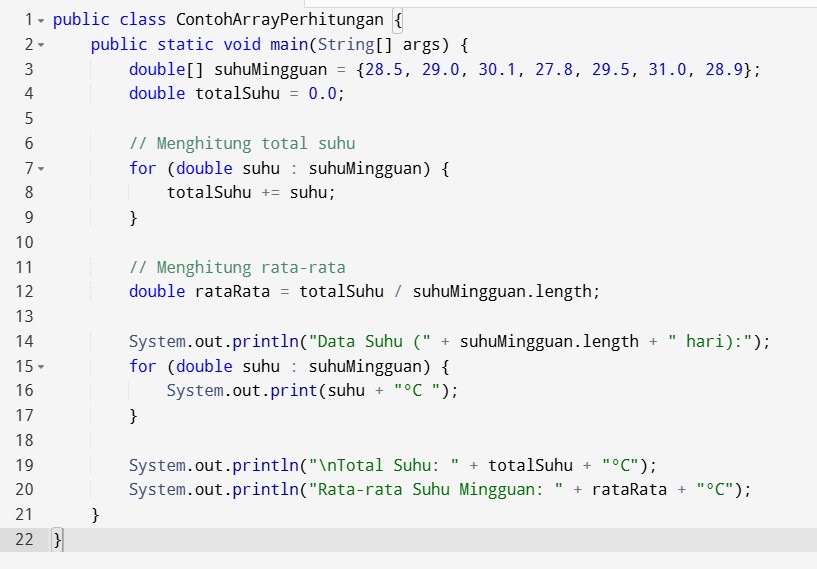 1 public class ContohArrayPerhitungan {
2     public static void main(String[] args) {
3         double[] suhuMingguan = {28.5, 29.0, 30.1, 27.8, 29.5, 31.0, 28.9};
4         double totalSuhu = 0.0;
5
6         // Menghitung total suhu
7         for (double suhu : suhuMingguan) {
8             totalSuhu += suhu;
9         }
10
11         // Menghitung rata-rata
12         double rataRata = totalSuhu / suhuMingguan.length;
13
14         System.out.println("Data Suhu (" + suhuMingguan.length + " hari):");
15         for (double suhu : suhuMingguan) {
16             System.out.print(suhu + "°C ");
17         }
18
19         System.out.println("\nTotal Suhu: " + totalSuhu + "°C");
20         System.out.println("Rata-rata Suhu Mingguan: " + rataRata + "°C");
21     }
22 }